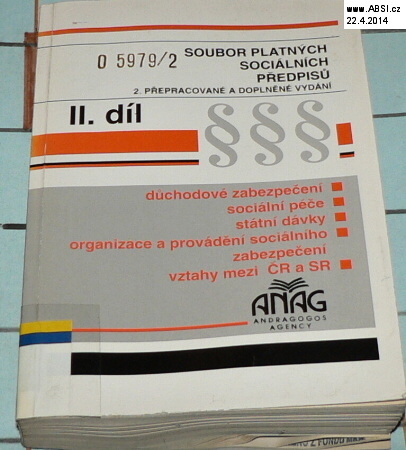 www.ABSI.cz
22.4.2014
O 5979/2
SOUBOR PLATNÝCH
SOCIÁLNÍCH
PŘEDPISŮ
2. PŘEPRACOVANÉ A DOPLNĚNÉ VYDÁNÍ
II. díl
§§§
důchodové zabezpečení
sociální péče
státní dávky
organizace a provádění sociálního
zabezpečení
vztahy mezi ČR a SR
ANAG
ANDRAGOGOS
AGENCY